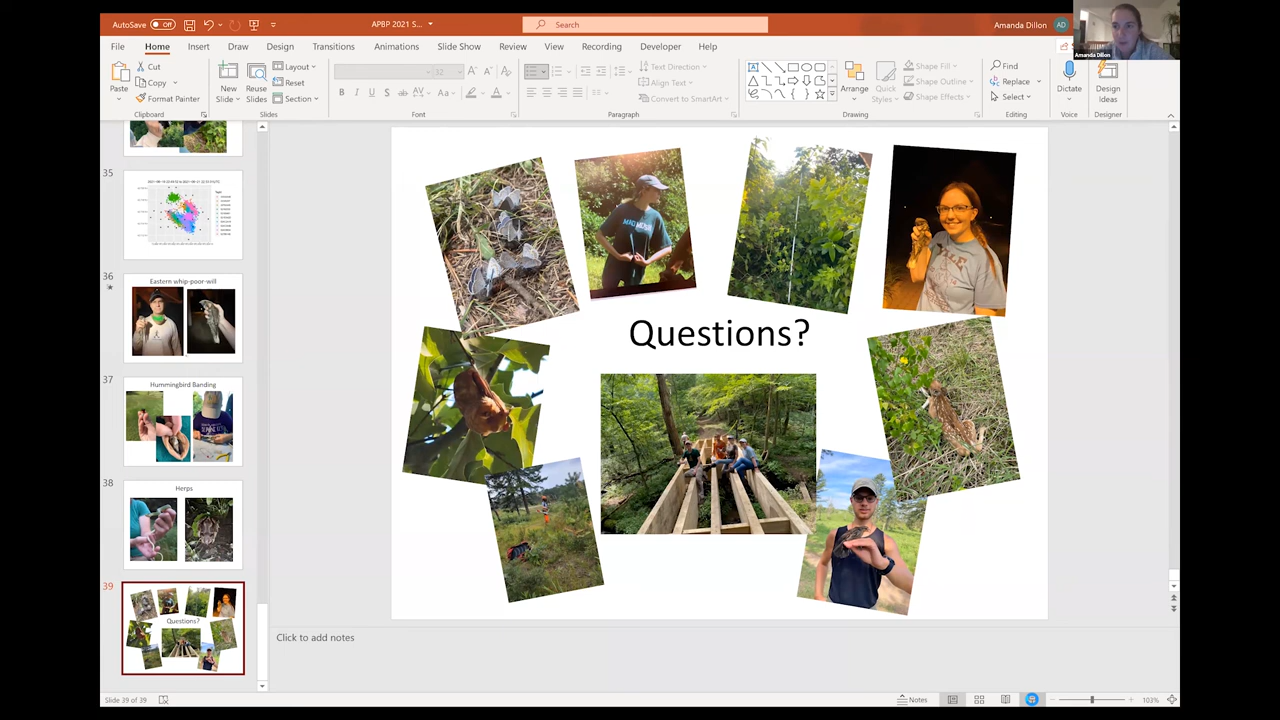 AutoSave Off
APBP 2021 S...
Search
Amanda Dillon
AD
Amanda Dillon
File Home Insert Draw Design Transitions Animations Slide Show Review View Recording Developer Help
Paste
Cut
Copy
Format Painter
Clipboard
New Slide
Reuse Slides
Layout
Reset
Section
Slides
32
Font
Text Direction
Align Text
Convert to SmartArt
Paragraph
Arrange
Quick Styles
Shape Fill
Shape Outline
Shape Effects
Drawing
Find
Replace
Select
Editing
Dictate
Voice
Design Ideas
Designer
35
36
Eastern whip-poor-will
37
Hummingbird Banding
38
Herps
39
Questions?
Questions?
Click to add notes
Slide 39 of 39
Notes
103%